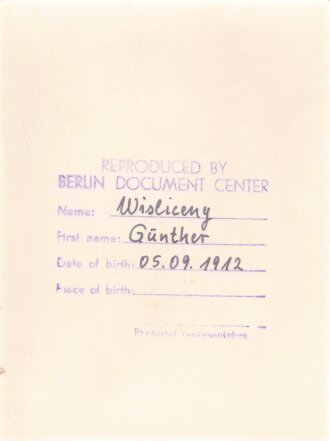 REPRODUCED BY
BERLIN DOCUMENT CENTER
Name: Wisliceny
First name: Günther
Date of birth: 05.09.1912
Place of birth:
representative